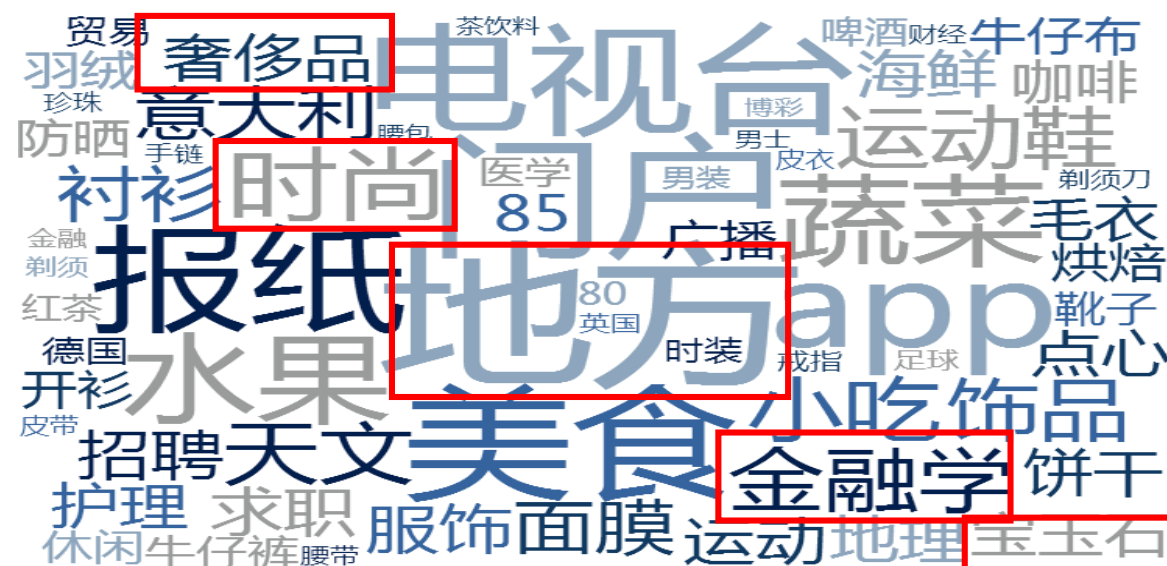 贸易 奢侈品 电视台 茶饮料 啤酒 财经 牛仔布
羽绒 海鲜 咖啡
珍珠 意大利 腰包 博彩
防晒 手链 时尚 医学 门户 男士 运动鞋
衬衫 85 男装 皮衣 蔬菜 剃须刀
金融 报纸 广播 毛衣
剃须 地方 80 app 烘焙
红茶 英国 靴子
德国 水果 时装 戒指 足球 点心
开衫 美食 小吃 饰品
皮带 招聘 天文 金融学 饼干
护理 求职 服饰 面膜 运动 地理 宝玉石
休闲 牛仔裤 腰带